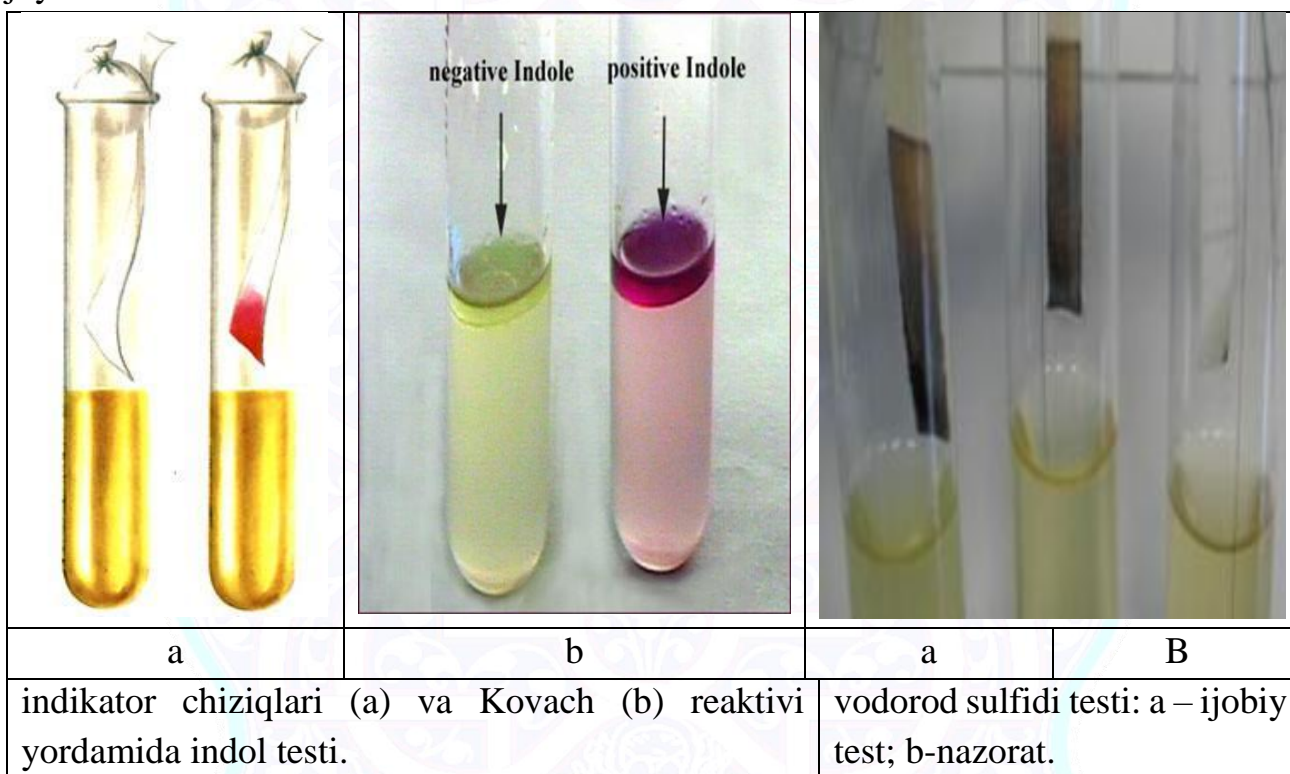 negative Indole positive Indole
a b a B
indikator chiziqlari (a) va Kovach (b) reaktivi
yordamida indol testi.
vodorod sulfidi testi: a – ijobiy
test; b-nazorat.